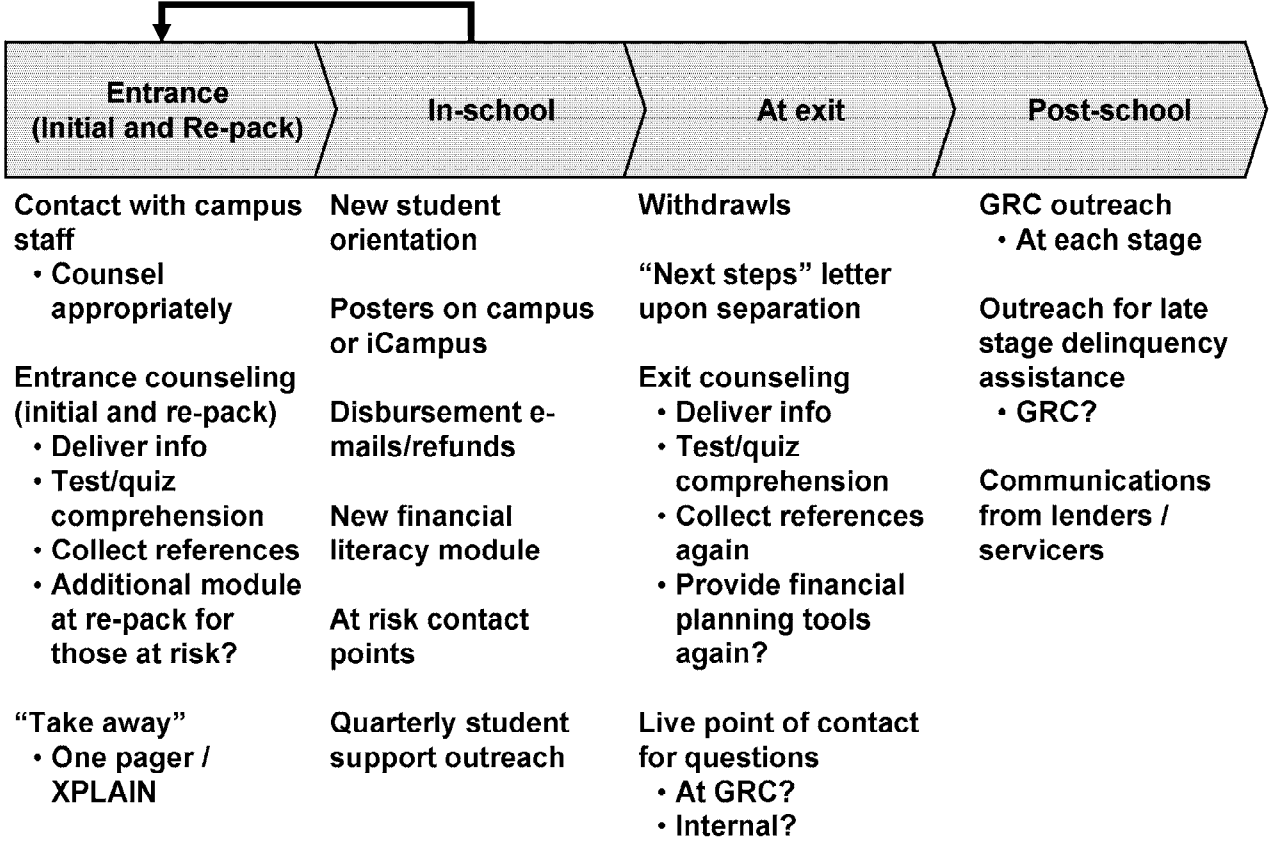 Entrance
(Initial and Re-pack)
In-school
At exit
Post-school
Contact with campus
staff
• Counsel
appropriately
Entrance counseling
(initial and re-pack)
• Deliver info
• Test/quiz
comprehension
• Collect references
• Additional module
at re-pack for
those at risk?
“Take away”
• One pager /
XPLAIN
New student
orientation
Posters on campus
or iCampus
Disbursement e-
mails/refunds
New financial
literacy module
At risk contact
points
Quarterly student
support outreach
Withdrawls
“Next steps” letter
upon separation
Exit counseling
• Deliver info
• Test/quiz
comprehension
• Collect references
again
• Provide financial
planning tools
again?
Live point of contact
for questions
• At GRC?
• Internal?
GRC outreach
• At each stage
Outreach for late
stage delinquency
assistance
• GRC?
Communications
from lenders /
servicers